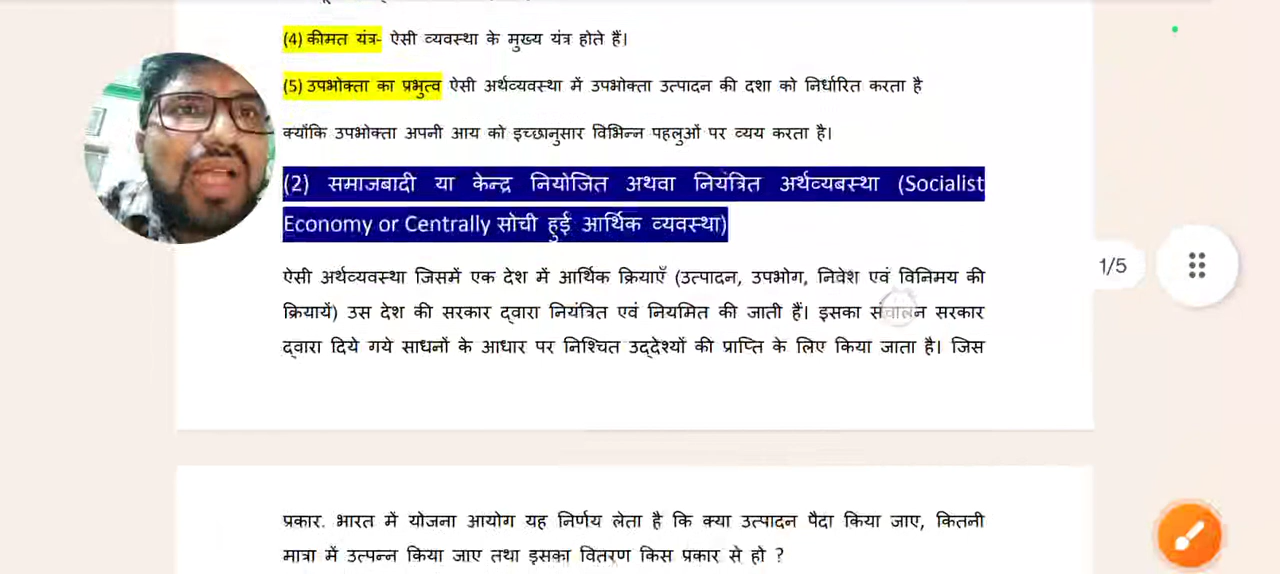 (4) कीमत यंत्र- ऐसी व्यवस्था के मुख्य यंत्र होते हैं।
(5) उपभोक्ता का प्रभुत्व ऐसी अर्थव्यवस्था में उपभोक्ता उत्पादन की दशा को निर्धारित करता है
क्योंकि उपभोक्ता अपनी आय को इच्छानुसार विभिन्न पहलुओं पर व्यय करता है।
(2) समाजबादी या केन्द्र नियोजित अथवा नियंत्रित अर्थव्यबस्था (Socialist
Economy or Centrally सोची हुई आर्थिक व्यवस्था)
ऐसी अर्थव्यवस्था जिसमें एक देश में आर्थिक क्रियाएँ (उत्पादन, उपभोग, निवेश एवं विनिमय की
क्रियायें) उस देश की सरकार द्वारा नियंत्रित एवं नियमित की जाती हैं। इसका संचालन सरकार
द्वारा दिये गये साधनों के आधार पर निश्चित उद्देश्यों की प्राप्ति के लिए किया जाता है। जिस
1/5
प्रकार. भारत में योजना आयोग यह निर्णय लेता है कि क्या उत्पादन पैदा किया जाए, कितनी
मात्रा में उत्पन्न किया जाए तथा इसका वितरण किस प्रकार से हो ?